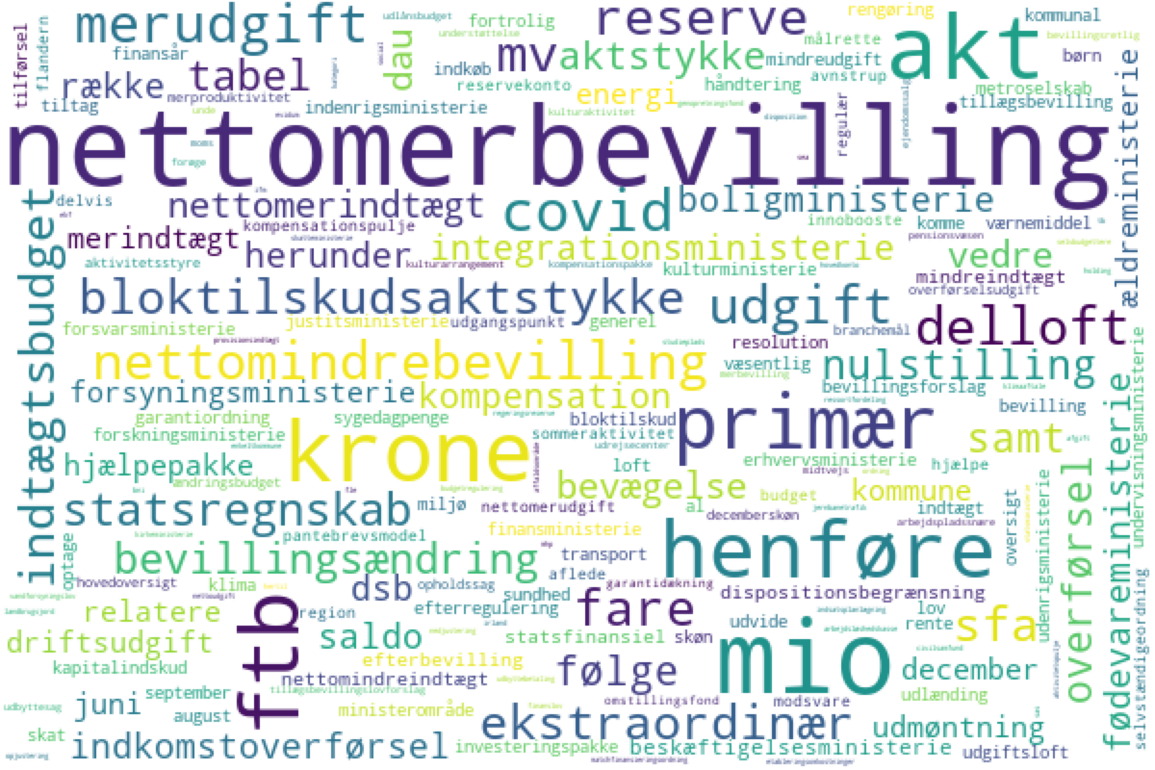 merudgift
udlånsbudget
fortrolig
reserve
rengøring
kommunal
tilførsel
flandern
finansår
dau
understøttelse
mv
aktstykke
målrette
akt
bevillingsretlig
børn
række
tabel
indkøb
mindreudgift
avnstrup
metroselskab
tiltag
merproduktivitet
indenrigsministerie
reservekonto
energi
håndtering
tillægsbevilling
kulturaktivitet
regulær
ejendomssalg
ældreministerie
nettomerbevilling
moms
forøge
delvis
nettomerindtægt
covid
boligministerie
kompensationspulje
innobooste
komme
værnemiddel
merindtægt
herunder
integrationsministerie
pensionsvæsen
vedre
aktivitetsstyre
kulturarrangement
kompensationspakke
kulturministerie
mindreindtægt
overførselsudgift
bloktilskudsaktstykke
udgift
indtægtsbudget
forsvarsministerie
justitsministerie
udgangspunkt
generel
branchemål
delloft
resolution
nettomindrebevilling
væsentlig
nulstilling
merbevilling
forsyningsministerie
kompensation
bevillingsforslag
bevilling
garantiordning
sygedagpenge
bloktilskud
primær
forskningsministerie
krone
sommeraktivitet
samt
udrejsecenter
hjælpepakke
loft
erhvervsministerie
hjælpe
midtvejs
ændringsbudget
bevægelse
budget
kommune
statsregnskab
miljø
nettomerudgift
al
decemberskøn
indtægt
oversigt
arbejdspladsnære
pantebrevsmodel
finansministerie
henføre
bevillingsændring
transport
optage
hovedoversigt
klima
dsb
opholdssag
aflede
sundhed
garantidækning
dispositionsbegrænsning
udenrigsministerie
overførsel
fødevareministerie
undervisningsministerie
relatere
ftb
region
efterregulering
fare
udvide
lov
rente
sfa
driftsudgift
saldo
statsfinansiel
skøn
mio
kapitalindskud
efterbevilling
følge
december
nettomindreindtægt
september
tillægsbevillingslovforslag
omstillingsfond
modsvare
udlænding
udbyttesag
juni
august
ministerområde
ekstraordinær
udmøntning
selvstændigeordning
skat
indkomstoverførsel
investeringspakke
beskæftigelsesministerie
udgiftsloft